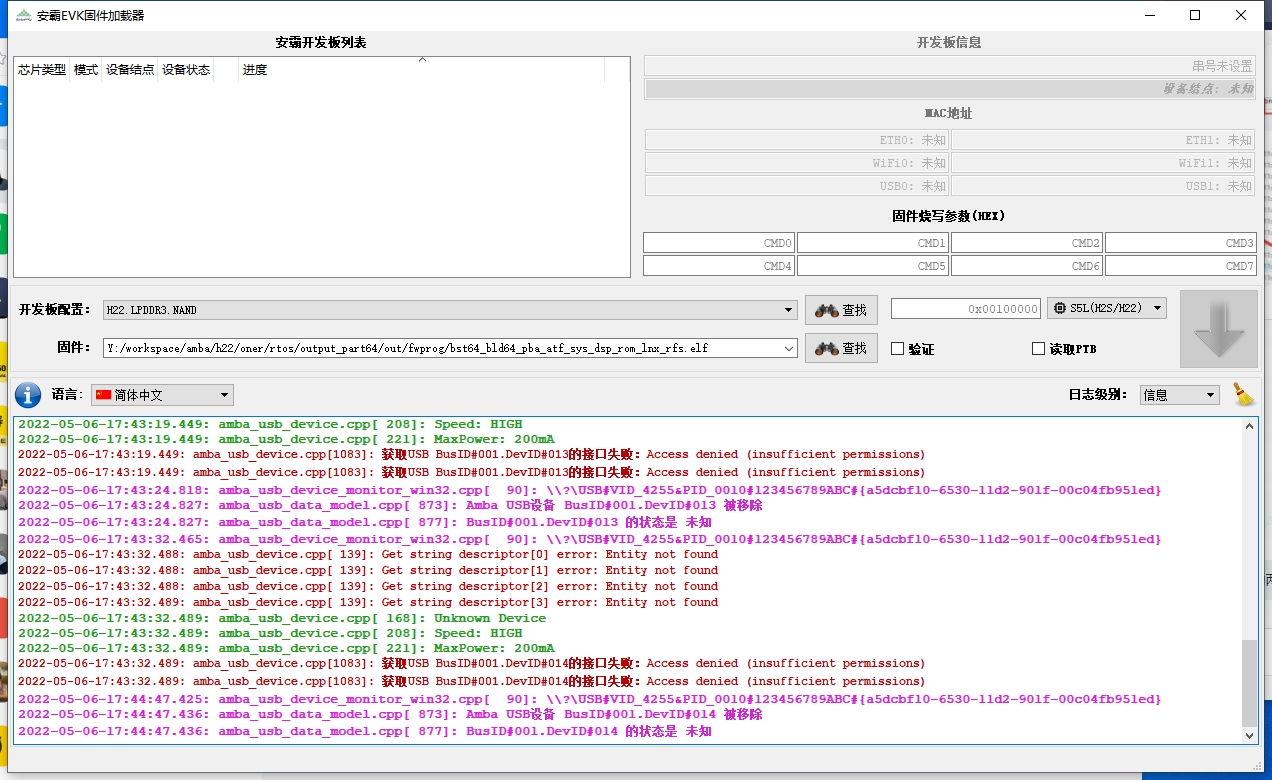 安霸EVK固件加载器
安霸开发板列表
芯片类型 模式 设备结点 设备状态 进度
开发板信息
串号未设置
设备结点: 未知
MAC地址
ETH0: 未知 ETH1: 未知
WiFi0: 未知 WiFi1: 未知
USB0: 未知 USB1: 未知
固件烧写参数(HEX)
CMD0 CMD1 CMD2 CMD3
CMD4 CMD5 CMD6 CMD7
开发板配置: H22.LPDDR3.NAND 查找 0x00100000 S5L(H2S/H22)
固件: Y:/workspace/amba/h22/oner/rtos/output_part64/out/fwprog/bst64_bld64_pba_atf_sys_dsp_rom_lnx_rfs.elf 查找 验证 读取PTB
语言: 简体中文 日志级别: 信息
2022-05-06-17:43:19.449: amba_usb_device.cpp[ 208]: Speed: HIGH
2022-05-06-17:43:19.449: amba_usb_device.cpp[ 221]: MaxPower: 200mA
2022-05-06-17:43:19.449: amba_usb_device.cpp[1083]: 获取USB BusID#001.DevID#013的接口失败: Access denied (insufficient permissions)
2022-05-06-17:43:19.449: amba_usb_device.cpp[1083]: 获取USB BusID#001.DevID#013的接口失败: Access denied (insufficient permissions)
2022-05-06-17:43:24.818: amba_usb_device_monitor_win32.cpp[  90]: \\?\USB#VID_4255&PID_0010#123456789ABC#{a5dcbf10-6530-11d2-901f-00c04fb951ed}
2022-05-06-17:43:24.827: amba_usb_data_model.cpp[ 873]: Amba USB设备 BusID#001.DevID#013 被移除
2022-05-06-17:43:24.827: amba_usb_data_model.cpp[ 877]: BusID#001.DevID#013 的状态是 未知
2022-05-06-17:43:32.465: amba_usb_device_monitor_win32.cpp[  90]: \\?\USB#VID_4255&PID_0010#123456789ABC#{a5dcbf10-6530-11d2-901f-00c04fb951ed}
2022-05-06-17:43:32.488: amba_usb_device.cpp[ 139]: Get string descriptor[0] error: Entity not found
2022-05-06-17:43:32.488: amba_usb_device.cpp[ 139]: Get string descriptor[1] error: Entity not found
2022-05-06-17:43:32.488: amba_usb_device.cpp[ 139]: Get string descriptor[2] error: Entity not found
2022-05-06-17:43:32.489: amba_usb_device.cpp[ 139]: Get string descriptor[3] error: Entity not found
2022-05-06-17:43:32.489: amba_usb_device.cpp[ 168]: Unknown Device
2022-05-06-17:43:32.489: amba_usb_device.cpp[ 208]: Speed: HIGH
2022-05-06-17:43:32.489: amba_usb_device.cpp[ 221]: MaxPower: 200mA
2022-05-06-17:43:32.489: amba_usb_device.cpp[1083]: 获取USB BusID#001.DevID#014的接口失败: Access denied (insufficient permissions)
2022-05-06-17:43:32.489: amba_usb_device.cpp[1083]: 获取USB BusID#001.DevID#014的接口失败: Access denied (insufficient permissions)
2022-05-06-17:44:47.425: amba_usb_device_monitor_win32.cpp[  90]: \\?\USB#VID_4255&PID_0010#123456789ABC#{a5dcbf10-6530-11d2-901f-00c04fb951ed}
2022-05-06-17:44:47.436: amba_usb_data_model.cpp[ 873]: Amba USB设备 BusID#001.DevID#014 被移除
2022-05-06-17:44:47.436: amba_usb_data_model.cpp[ 877]: BusID#001.DevID#014 的状态是 未知